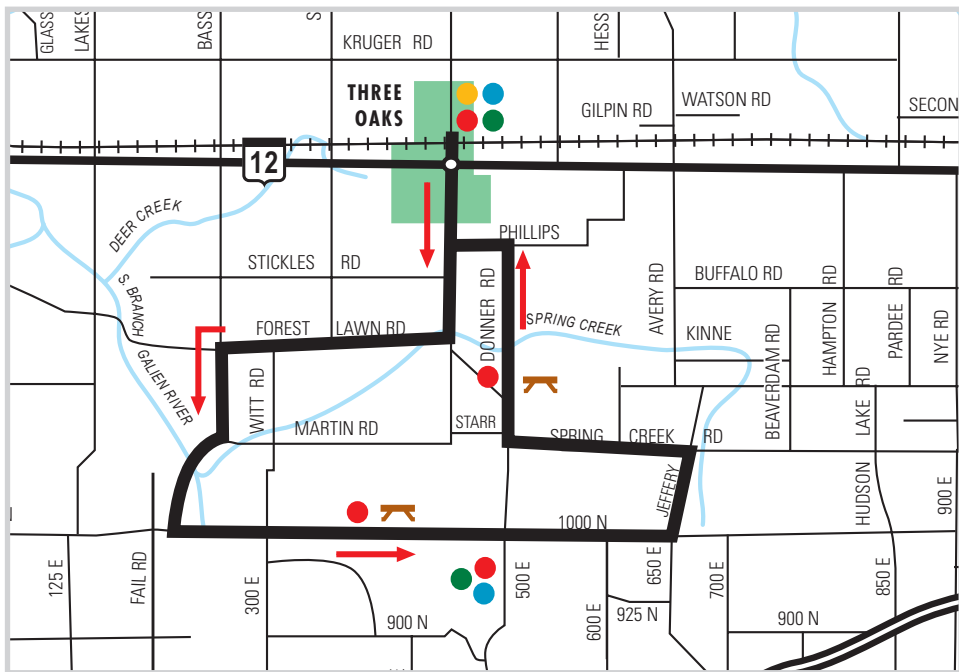 GLASS
LAKES
BASS
S
HESS
KRUGER RD
THREE
OAKS
GILPIN RD
WATSON RD
SECON
12
DEER CREEK
PHILLIPS
STICKLES RD
BUFFALO RD
AVERY RD
HAMPTON RD
PARDEE RD
NYE RD
S. BRANCH
GALIEN RIVER
FOREST LAWN RD
DONNER RD
SPRING CREEK
KINNE
WITT RD
MARTIN RD
STARR
SPRING CREEK RD
BEAVERDAM RD
HUDSON LAKE RD
900 E
JEFFERY
1000 N
125 E
FAIL RD
300 E
500 E
600 E
650 E
700 E
850 E
925 N
900 N
900 N